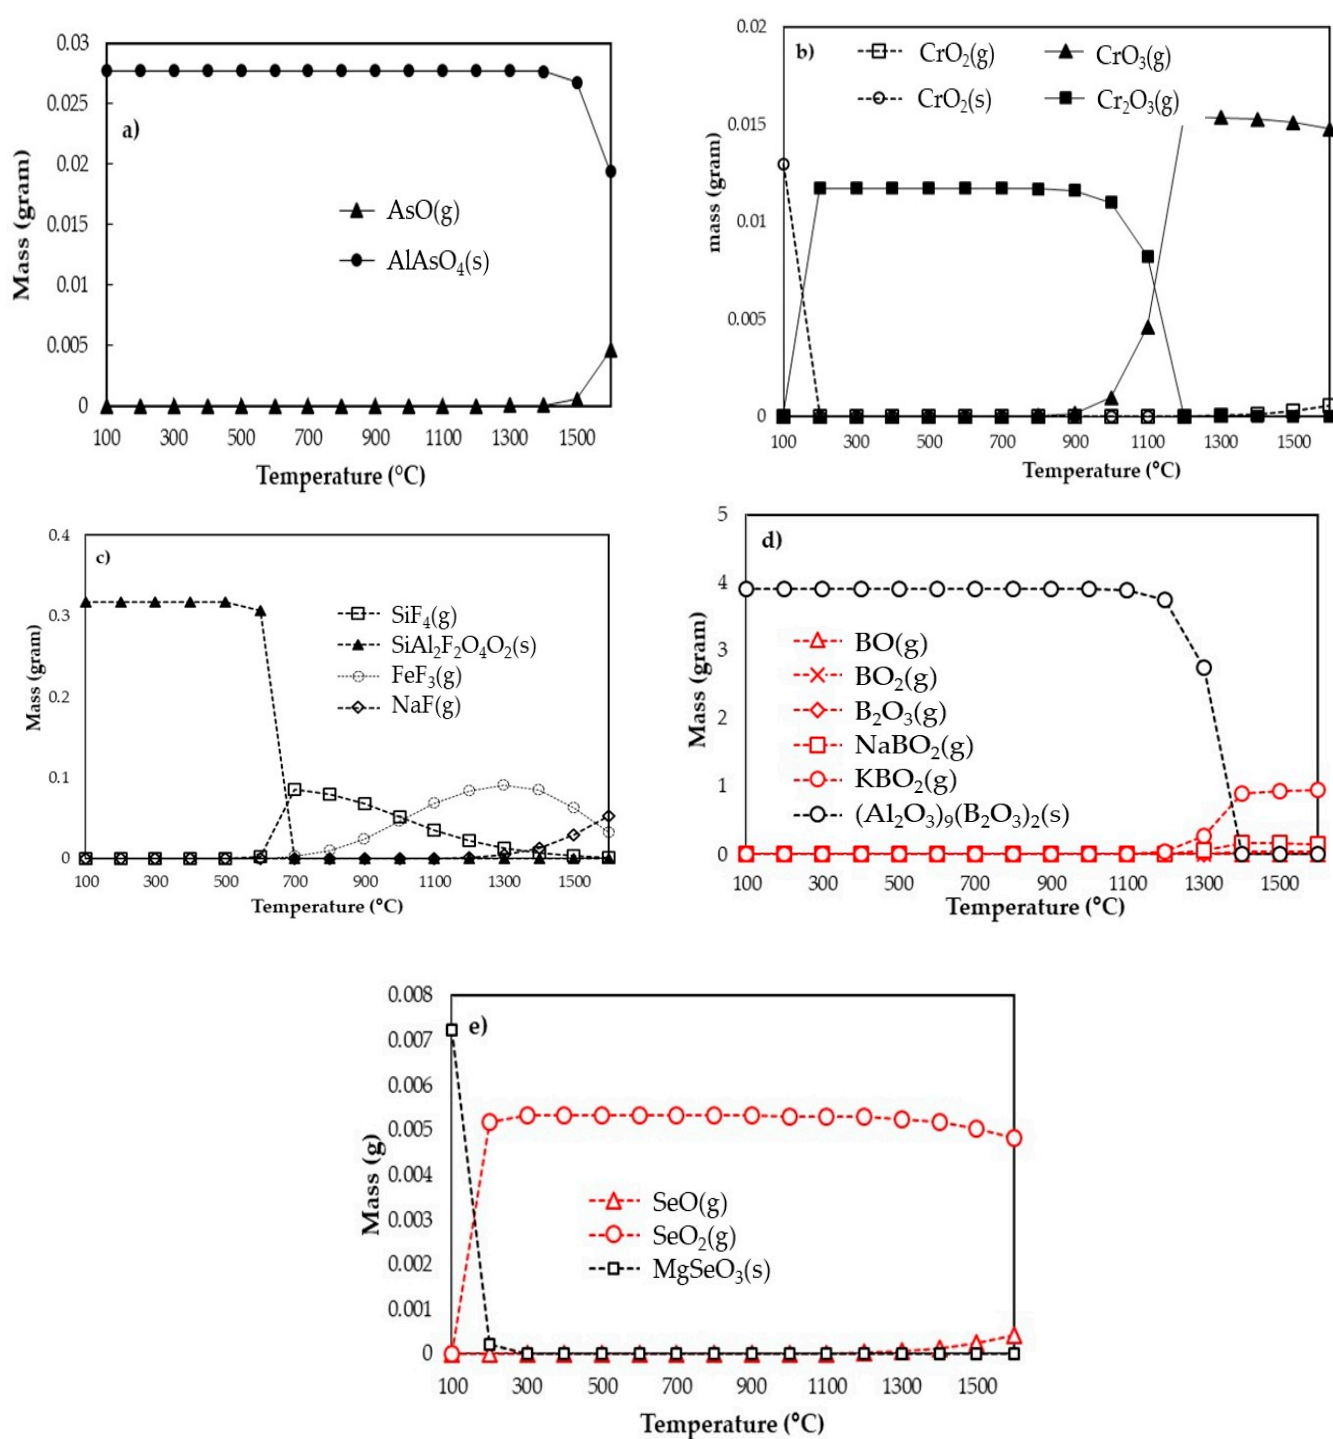 0.03
0.025
0.02
0.015
0.01
0.005
0
a)
AsO(g)
AlAsO₄(s)
100 300 500 700 900 1100 1300 1500
Temperature (°C)
Mass (gram)
0.02
0.015
0.01
0.005
0
b)
CrO₂(g)
CrO₃(g)
CrO₂(s)
Cr₂O₃(g)
100 300 500 700 900 1100 1300 1500
Temperature (°C)
mass (gram)
0.4
0.3
0.2
0.1
0
c)
SiF₄(g)
SiAl₂F₂O₄O₂(s)
FeF₃(g)
NaF(g)
100 300 500 700 900 1100 1300 1500
Temperature (°C)
Mass (gram)
5
4
3
2
1
0
d)
BO(g)
BO₂(g)
B₂O₃(g)
NaBO₂(g)
KBO₂(g)
(Al₂O₃)₉(B₂O₃)₂(s)
100 300 500 700 900 1100 1300 1500
Temperature (°C)
Mass (gram)
0.008
0.007
0.006
0.005
0.004
0.003
0.002
0.001
0
e)
SeO(g)
SeO₂(g)
MgSeO₃(s)
100 300 500 700 900 1100 1300 1500
Temperature (°C)
Mass (g)